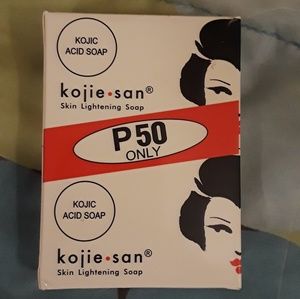 KOJIC
ACID SOAP
kojie•san®
Skin Lightening Soap
P50
ONLY
KOJIC
ACID SOAP
kojie•san®
Skin Lightening Soap